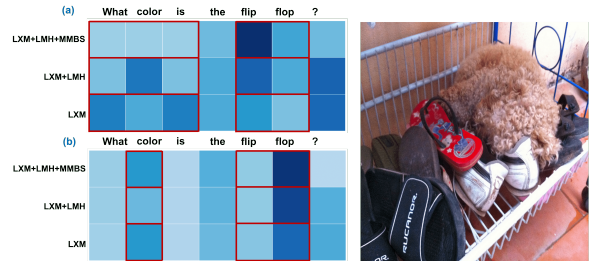 (a) What color is the flip flop ?
LXM+LMH+MMBS
LXM+LMH
LXM
(b) What color is the flip flop ?
LXM+LMH+MMBS
LXM+LMH
LXM
RUCANOR.